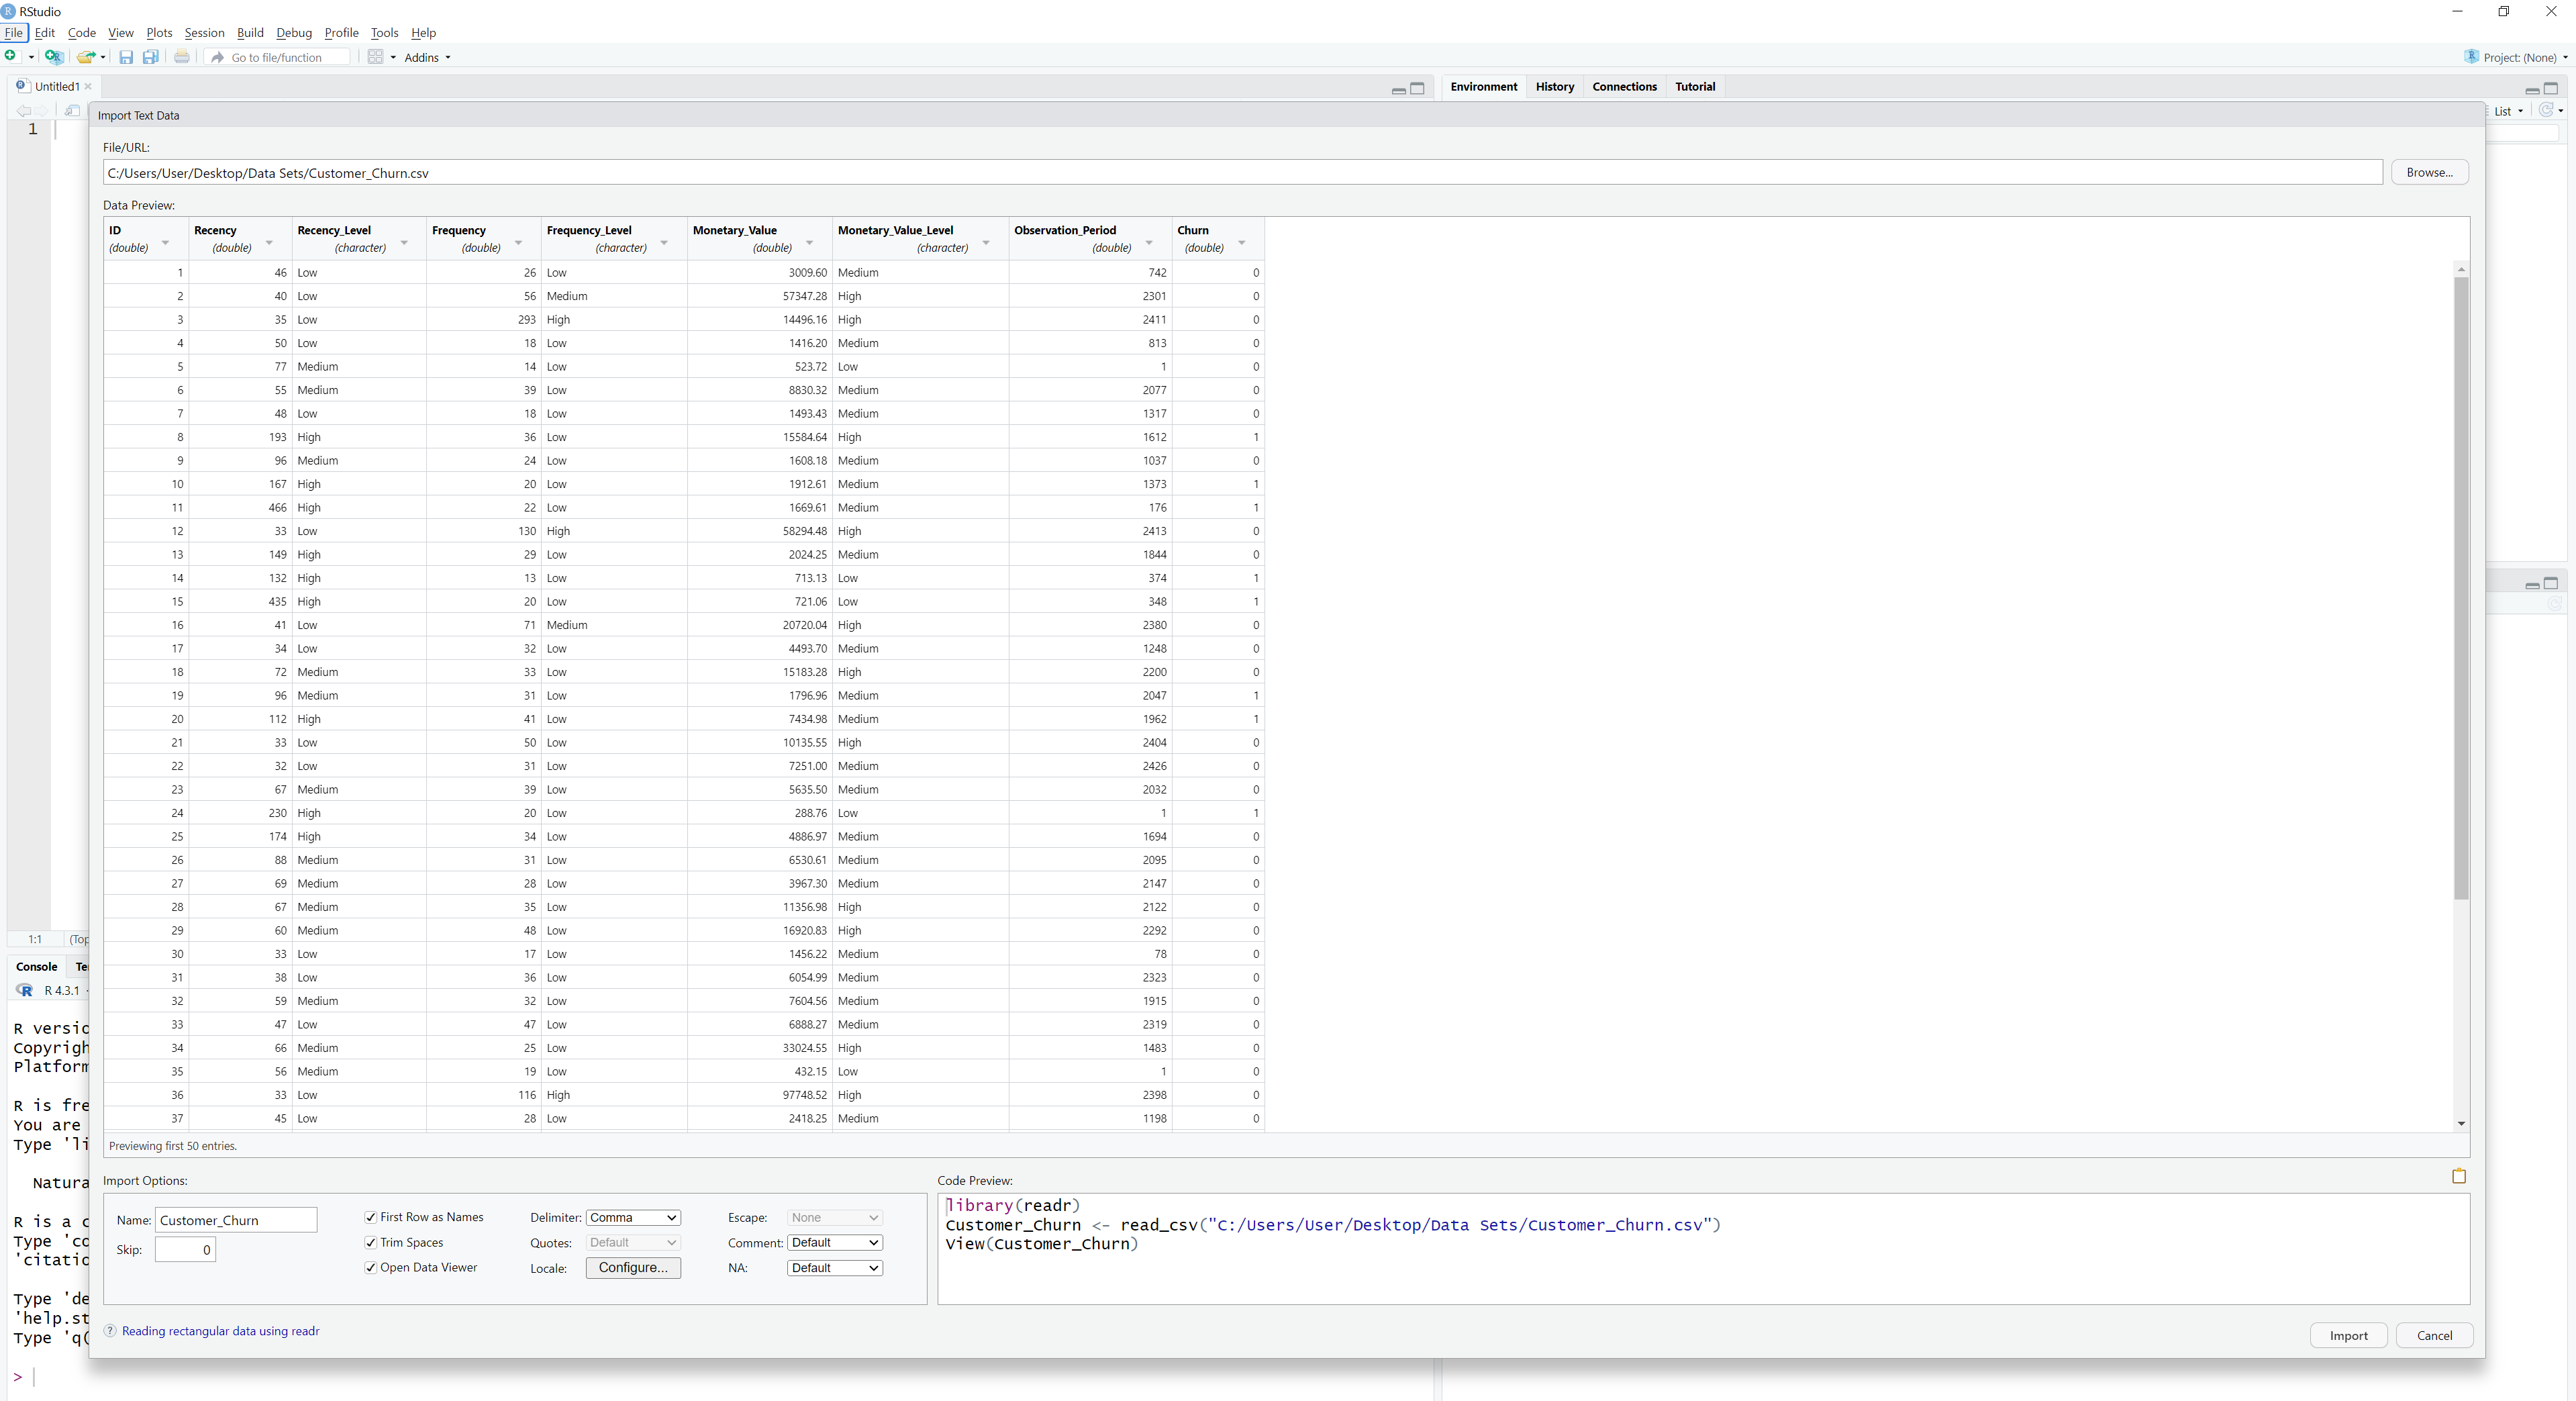 RStudio
File Edit Code View Plots Session Build Debug Profile Tools Help
Go to file/function Addins Project: (None)
Untitled1 Environment History Connections Tutorial
List
Import Text Data
1
File/URL:
C:/Users/User/Desktop/Data Sets/Customer_Churn.csv Browse...
Data Preview:
ID Recency Recency_Level Frequency Frequency_Level Monetary_Value Monetary_Value_Level Observation_Period Churn
(double) (double) (character) (double) (character) (double) (character) (double) (double)
1 46 Low 26 Low 3009.60 Medium 742 0
2 40 Low 56 Medium 57347.28 High 2301 0
3 35 Low 293 High 14496.16 High 2411 0
4 50 Low 18 Low 1416.20 Medium 813 0
5 77 Medium 14 Low 523.72 Low 1 0
6 55 Medium 39 Low 8830.32 Medium 2077 0
7 48 Low 18 Low 1493.43 Medium 1317 0
8 193 High 36 Low 15584.64 High 1612 1
9 96 Medium 24 Low 1608.18 Medium 1037 0
10 167 High 20 Low 1912.61 Medium 1373 1
11 466 High 22 Low 1669.61 Medium 176 1
12 33 Low 130 High 58294.48 High 2413 0
13 149 High 29 Low 2024.25 Medium 1844 0
14 132 High 13 Low 713.13 Low 374 1
15 435 High 20 Low 721.06 Low 348 1
16 41 Low 71 Medium 20720.04 High 2380 0
17 34 Low 32 Low 4493.70 Medium 1248 0
18 72 Medium 33 Low 15183.28 High 2200 0
19 96 Medium 31 Low 1796.96 Medium 2047 1
20 112 High 41 Low 7434.98 Medium 1962 1
21 33 Low 50 Low 10135.55 High 2404 0
22 32 Low 31 Low 7251.00 Medium 2426 0
23 67 Medium 39 Low 5635.50 Medium 2032 0
24 230 High 20 Low 288.76 Low 1 1
25 174 High 34 Low 4886.97 Medium 1694 0
26 88 Medium 31 Low 6530.61 Medium 2095 0
27 69 Medium 28 Low 3967.30 Medium 2147 0
28 67 Medium 35 Low 11356.98 High 2122 0
29 60 Medium 48 Low 16920.83 High 2292 0
30 33 Low 17 Low 1456.22 Medium 78 0
31 38 Low 36 Low 6054.99 Medium 2323 0
32 59 Medium 32 Low 7604.56 Medium 1915 0
33 47 Low 47 Low 6888.27 Medium 2319 0
34 66 Medium 25 Low 33024.55 High 1483 0
35 56 Medium 19 Low 432.15 Low 1 0
36 33 Low 116 High 97748.52 High 2398 0
37 45 Low 28 Low 2418.25 Medium 1198 0
Previewing first 50 entries.
Import Options:
Name: Customer_Churn First Row as Names Delimiter: Comma Escape: None
Skip: 0 Trim Spaces Quotes: Default Comment: Default
Open Data Viewer Locale: Configure... NA: Default
Code Preview:
library(readr)
Customer_Churn <- read_csv("C:/Users/User/Desktop/Data Sets/Customer_Churn.csv")
View(Customer_Churn)
Reading rectangular data using readr Import Cancel
1:1 (Top
Console Te
R 4.3.1 ·
R versio
Copyrigh
Platform
R is fre
You are
Type 'li
Natura
R is a c
Type 'co
'citatio
Type 'de
'help.st
Type 'q(
>